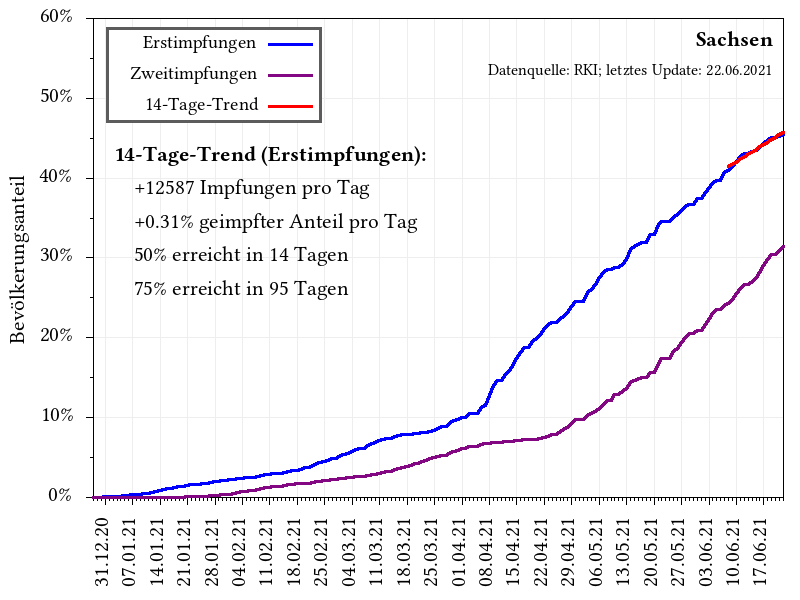 60%
50%
40%
30%
20%
10%
0%
Bevölkerungsanteil
Erstimpfungen
Zweitimpfungen
14-Tage-Trend
Sachsen
Datenquelle: RKI; letztes Update: 22.06.2021
14-Tage-Trend (Erstimpfungen):
+12587 Impfungen pro Tag
+0.31% geimpfter Anteil pro Tag
50% erreicht in 14 Tagen
75% erreicht in 95 Tagen
31.12.20
07.01.21
14.01.21
21.01.21
28.01.21
04.02.21
11.02.21
18.02.21
25.02.21
04.03.21
11.03.21
18.03.21
25.03.21
01.04.21
08.04.21
15.04.21
22.04.21
29.04.21
06.05.21
13.05.21
20.05.21
27.05.21
03.06.21
10.06.21
17.06.21